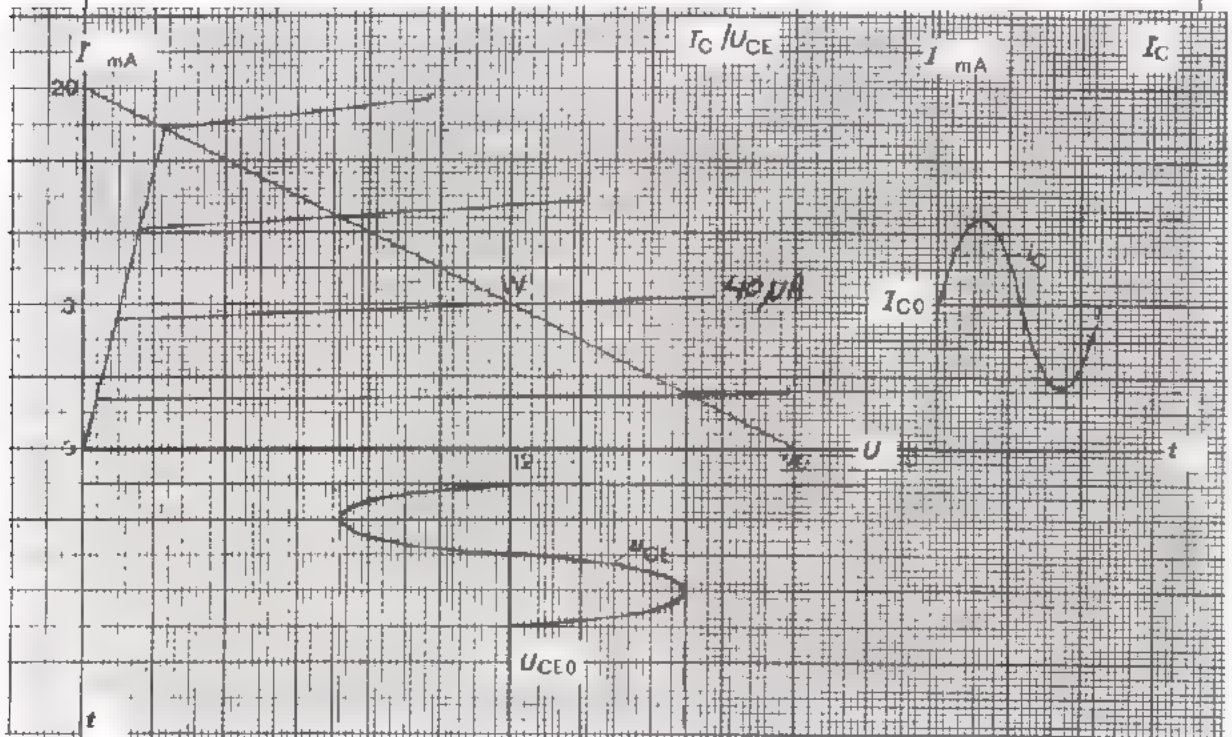 I mA
I_C /U_CE
I mA
I_C
20
W
40 µA
I_C0
12
U
t
u_CE
U_CE0
t